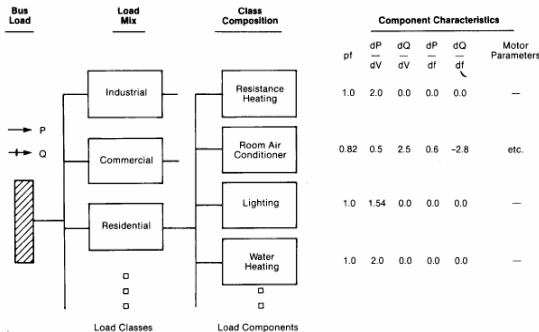 Bus
Load
Load
Mix
Class
Composition
Component Characteristics
pf
dP
dV
dQ
dV
dP
df
dQ
df
Motor
Parameters
P
Q
Industrial
Commercial
Residential
Load Classes
Resistance
Heating
1.0 2.0 0.0 0.0 0.0 —
Room Air
Conditioner
0.82 0.5 2.5 0.6 -2.8 etc.
Lighting
1.0 1.54 0.0 0.0 0.0 —
Water
Heating
1.0 2.0 0.0 0.0 0.0 —
Load Components